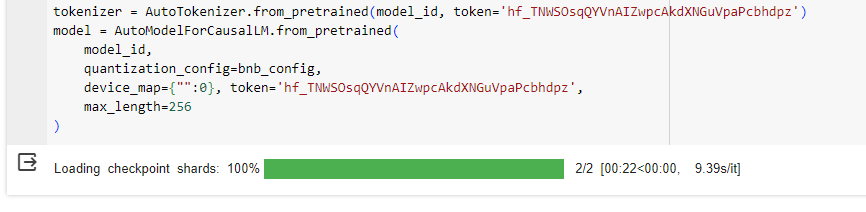 tokenizer = AutoTokenizer.from_pretrained(model_id, token='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')
model = AutoModelForCausalLM.from_pretrained(
    model_id,
    quantization_config=bnb_config,
    device_map={"":0}, token='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',
    max_length=256
)
Loading checkpoint shards: 100% 2/2 [00:22<00:00, 9.39s/it]